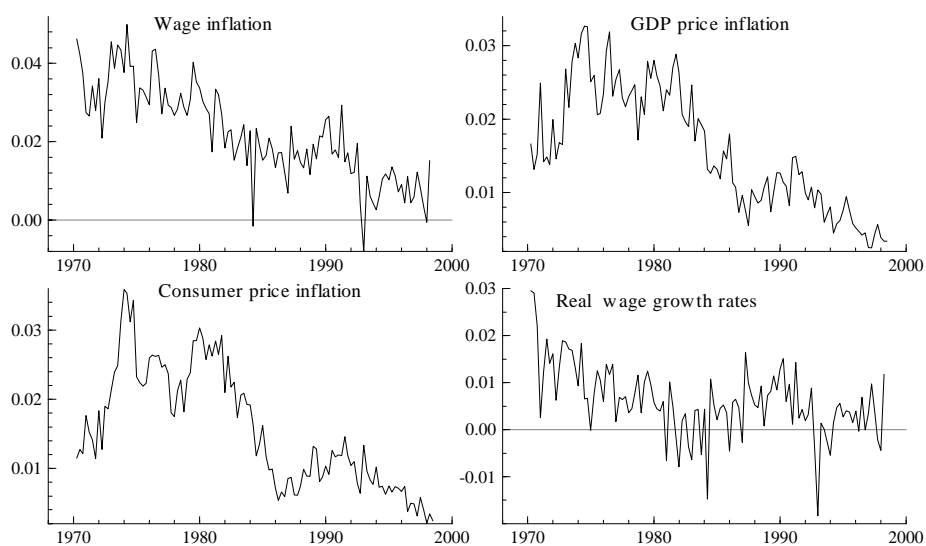 Wage inflation
0.04
0.02
0.00
1970 1980 1990 2000
GDP price inflation
0.03
0.02
0.01
1970 1980 1990 2000
Consumer price inflation
0.03
0.02
0.01
1970 1980 1990 2000
Real wage growth rates
0.03
0.02
0.01
0.00
-0.01
1970 1980 1990 2000